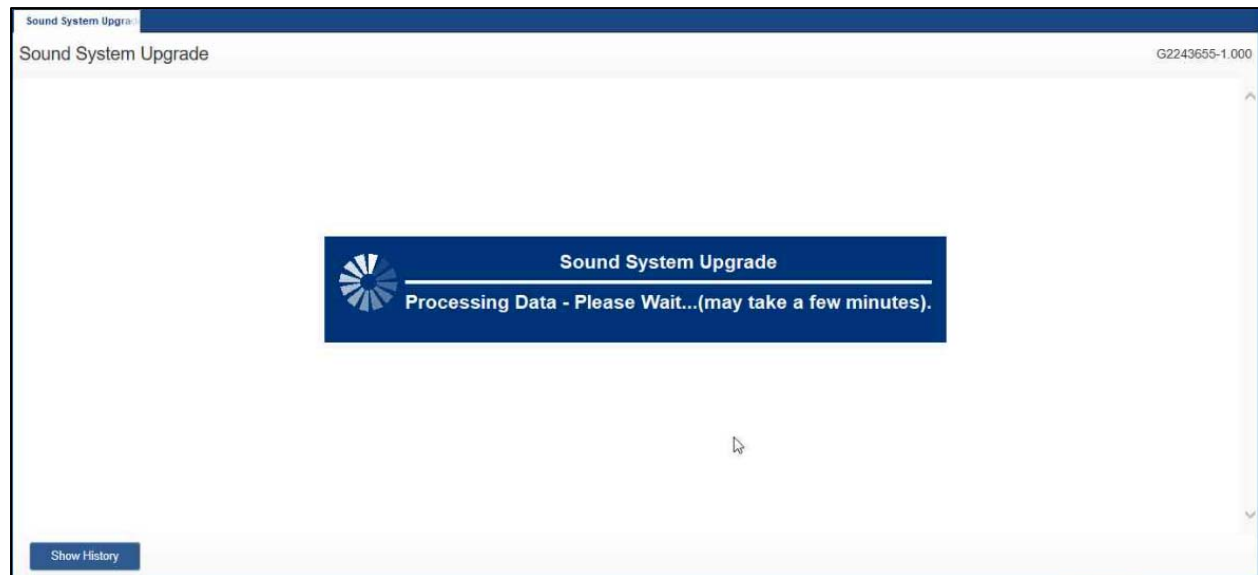 Sound System Upgrad
Sound System Upgrade
G2243655-1.000
Sound System Upgrade
Processing Data - Please Wait...(may take a few minutes).
Show History